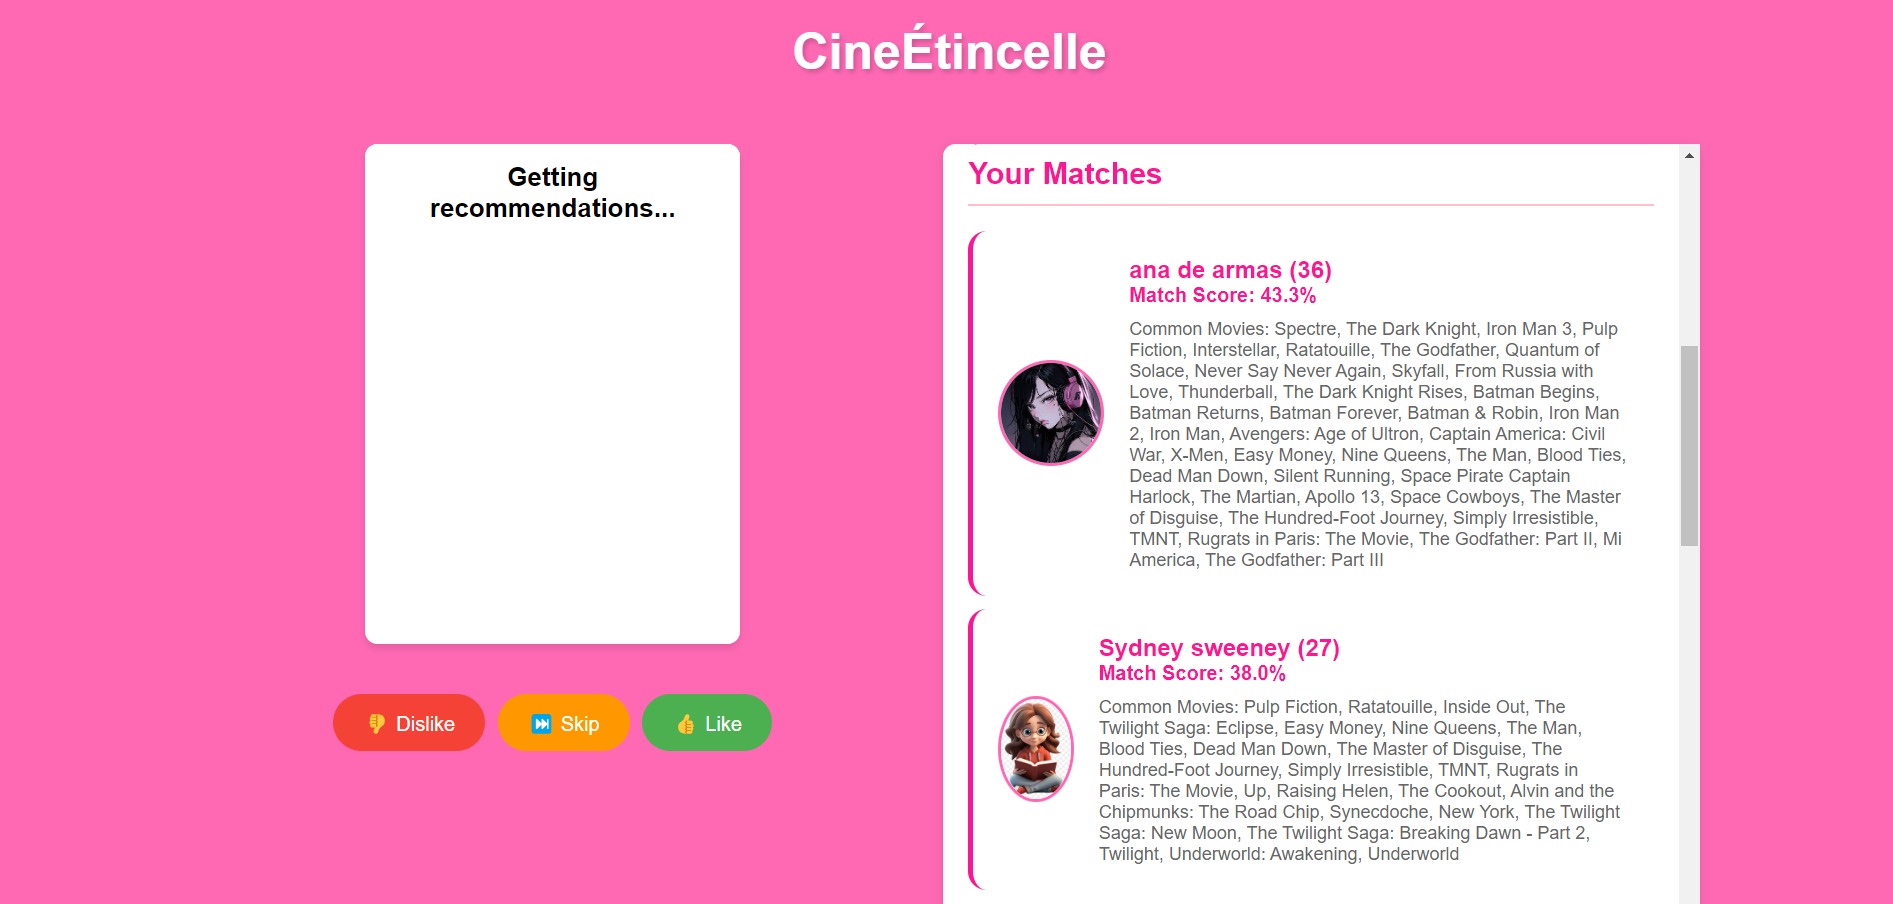 CineÉtincelle
Getting
recommendations...
Dislike
Skip
Like
Your Matches
ana de armas (36)
Match Score: 43.3%
Common Movies: Spectre, The Dark Knight, Iron Man 3, Pulp
Fiction, Interstellar, Ratatouille, The Godfather, Quantum of
Solace, Never Say Never Again, Skyfall, From Russia with
Love, Thunderball, The Dark Knight Rises, Batman Begins,
Batman Returns, Batman Forever, Batman & Robin, Iron Man
2, Iron Man, Avengers: Age of Ultron, Captain America: Civil
War, X-Men, Easy Money, Nine Queens, The Man, Blood Ties,
Dead Man Down, Silent Running, Space Pirate Captain
Harlock, The Martian, Apollo 13, Space Cowboys, The Master
of Disguise, The Hundred-Foot Journey, Simply Irresistible,
TMNT, Rugrats in Paris: The Movie, The Godfather: Part II, Mi
America, The Godfather: Part III
Sydney sweeney (27)
Match Score: 38.0%
Common Movies: Pulp Fiction, Ratatouille, Inside Out, The
Twilight Saga: Eclipse, Easy Money, Nine Queens, The Man,
Blood Ties, Dead Man Down, The Master of Disguise, The
Hundred-Foot Journey, Simply Irresistible, TMNT, Rugrats in
Paris: The Movie, Up, Raising Helen, The Cookout, Alvin and the
Chipmunks: The Road Chip, Synecdoche, New York, The Twilight
Saga: New Moon, The Twilight Saga: Breaking Dawn - Part 2,
Twilight, Underworld: Awakening, Underworld